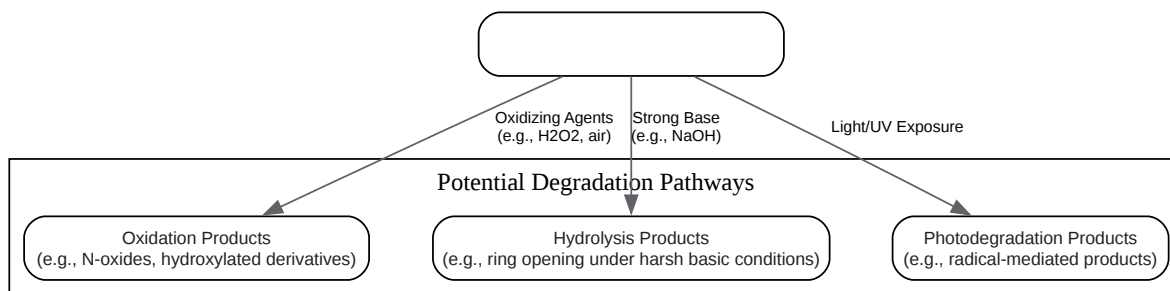 Oxidizing Agents
(e.g., H2O2, air)
Strong Base
(e.g., NaOH)
Light/UV Exposure
Potential Degradation Pathways
Oxidation Products
(e.g., N-oxides, hydroxylated derivatives)
Hydrolysis Products
(e.g., ring opening under harsh basic conditions)
Photodegradation Products
(e.g., radical-mediated products)